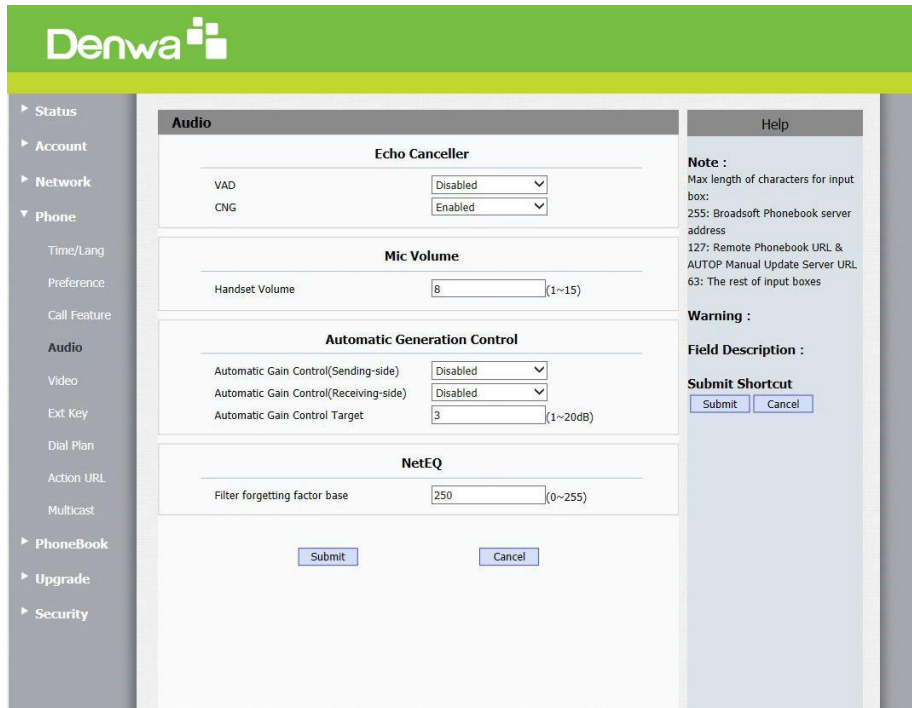 Denwa
Status
Account
Network
Phone
Time/Lang
Preference
Call Feature
Audio
Video
Ext Key
Dial Plan
Action URL
Multicast
PhoneBook
Upgrade
Security
Audio
Echo Canceller
VAD Disabled
CNG Enabled
Mic Volume
Handset Volume 8 (1~15)
Automatic Generation Control
Automatic Gain Control(Sending-side) Disabled
Automatic Gain Control(Receiving-side) Disabled
Automatic Gain Control Target 3 (1~20dB)
NetEQ
Filter forgetting factor base 250 (0~255)
Submit Cancel
Help
Note :
Max length of characters for input
box:
255: Broadsoft Phonebook server
address
127: Remote Phonebook URL &
AUTOP Manual Update Server URL
63: The rest of input boxes
Warning :
Field Description :
Submit Shortcut
Submit Cancel